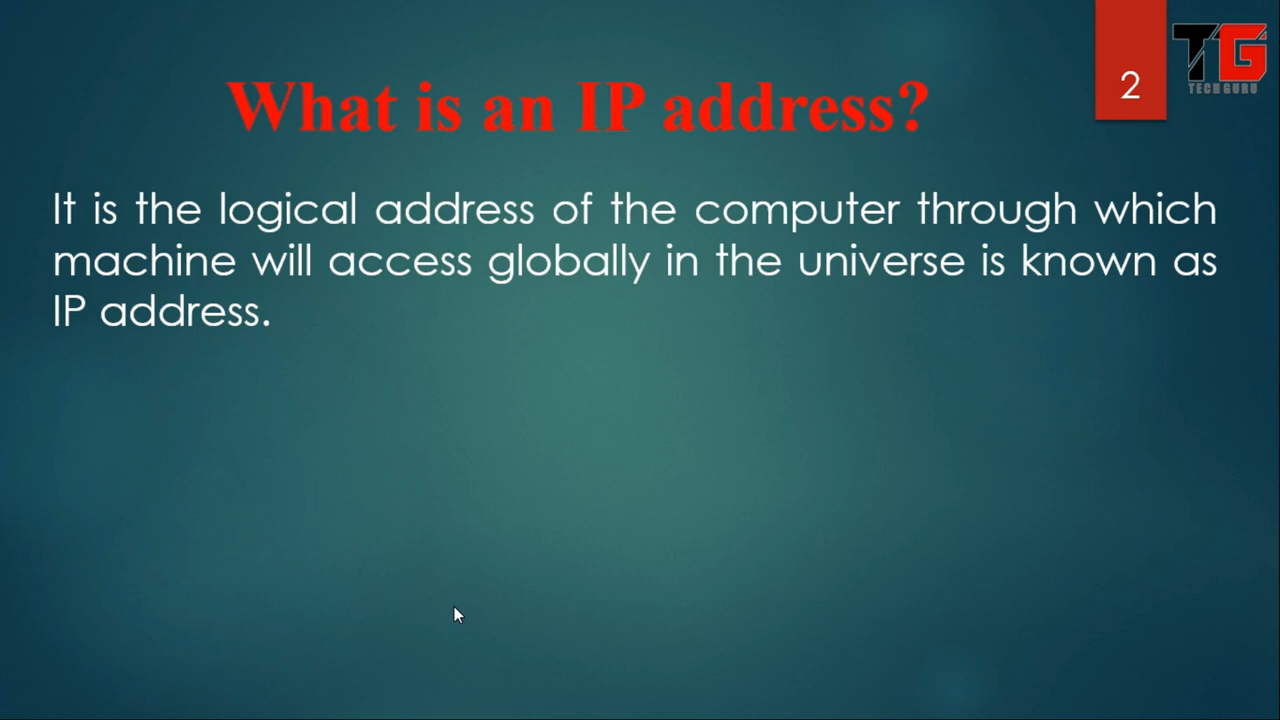 2
TG
TECH GURU
What is an IP address?
It is the logical address of the computer through which
machine will access globally in the universe is known as
IP address.